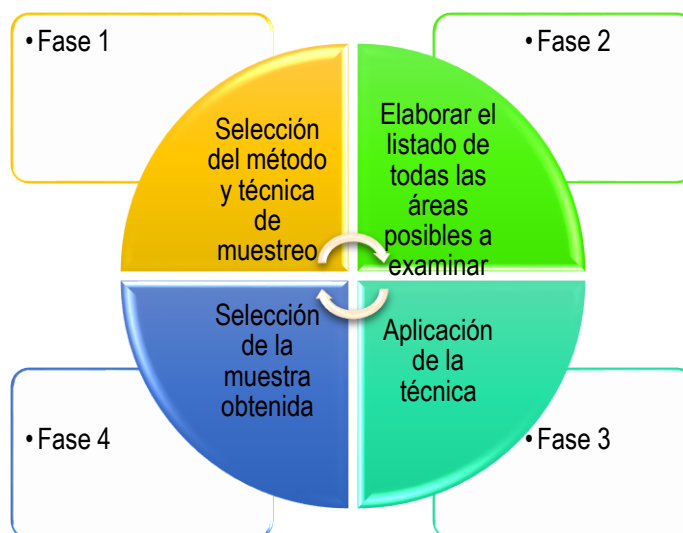 • Fase 1
Selección
del método
y técnica
de
muestreo
• Fase 2
Elaborar el
listado de
todas las
áreas
posibles a
examinar
Selección
de la
muestra
obtenida
• Fase 4
Aplicación
de la
técnica
• Fase 3